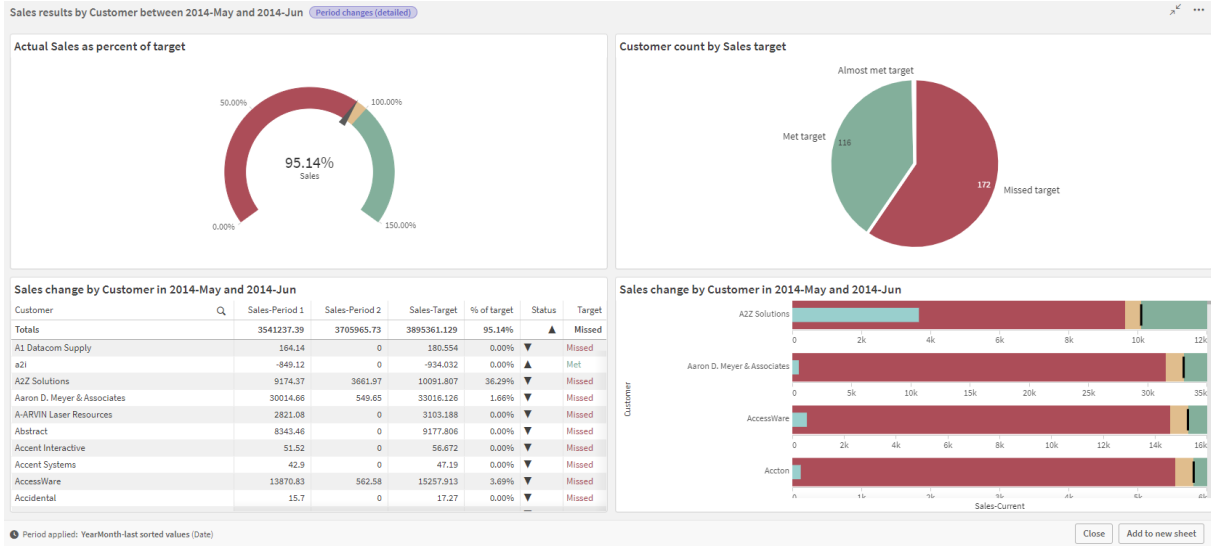 Sales results by Customer between 2014-May and 2014-Jun Period changes (detailed)
Actual Sales as percent of target
50.00%
100.00%
95.14%
Sales
0.00%
150.00%
Customer count by Sales target
Almost met target
Met target
116
172
Missed target
Sales change by Customer in 2014-May and 2014-Jun
Customer Sales-Period 1 Sales-Period 2 Sales-Target % of target Status Target
Totals 3541237.39 3705965.73 3895361.129 95.14% ▲ Missed
A1 Datacom Supply 164.14 0 180.554 0.00% ▼ Missed
a2i -849.12 0 -934.032 0.00% ▲ Met
A2Z Solutions 9174.37 3661.97 10091.807 36.29% ▼ Missed
Aaron D. Meyer & Associates 30014.66 549.65 33016.126 1.66% ▼ Missed
A-ARVIN Laser Resources 2821.08 0 3103.188 0.00% ▼ Missed
Abstract 8343.46 0 9177.806 0.00% ▼ Missed
Accent Interactive 51.52 0 56.672 0.00% ▼ Missed
Accent Systems 42.9 0 47.19 0.00% ▼ Missed
AccessWare 13870.83 562.58 15257.913 3.69% ▼ Missed
Accidental 15.7 0 17.27 0.00% ▼ Missed
Sales change by Customer in 2014-May and 2014-Jun
Customer
A2Z Solutions
0 2k 4k 6k 8k 10k 12k
Aaron D. Meyer & Associates
0 5k 10k 15k 20k 25k 30k 35k
AccessWare
0 2k 4k 6k 8k 10k 12k 14k 16k
Accton
0 1k 2k 3k 4k 5k 6k
Sales-Current
Period applied: YearMonth-last sorted values (Date)
Close Add to new sheet